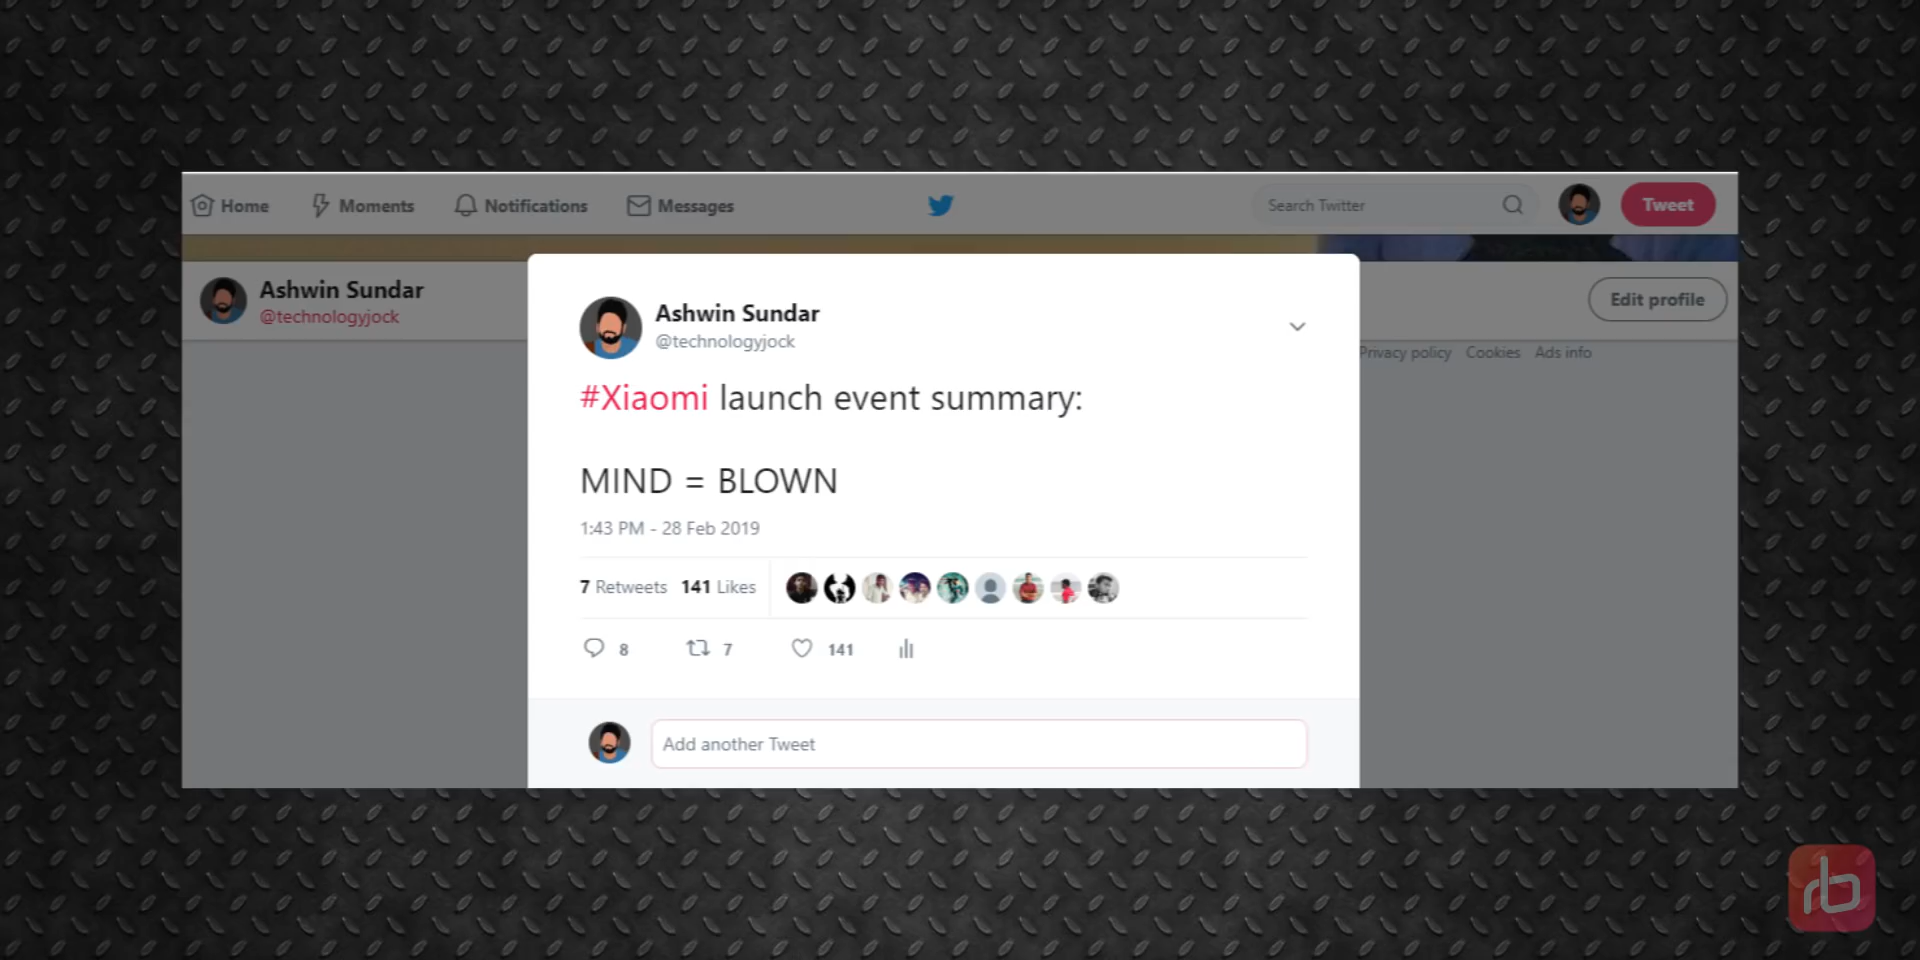 Home Moments Notifications Messages Search Twitter Tweet
Ashwin Sundar
@technologyjock
Edit profile
Privacy policy Cookies Ads info
Ashwin Sundar
@technologyjock
#Xiaomi launch event summary:
MIND = BLOWN
1:43 PM - 28 Feb 2019
7 Retweets 141 Likes
8 7 141
Add another Tweet
rb